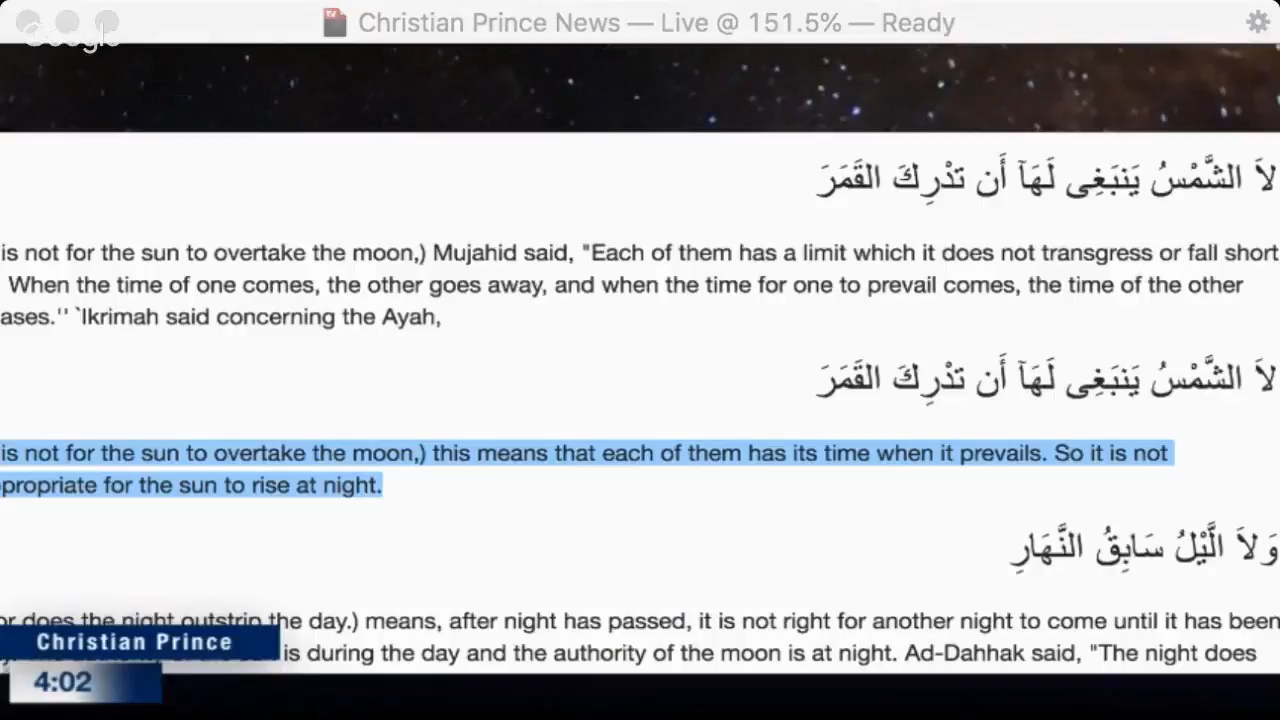 Christian Prince News — Live @ 151.5% — Ready
Google
لاَ الشَّمْسُ يَنبَغِى لَهَآ أَن تدْرِكَ القَمَرَ
is not for the sun to overtake the moon,) Mujahid said, "Each of them has a limit which it does not transgress or fall short
When the time of one comes, the other goes away, and when the time for one to prevail comes, the time of the other
ases.'' `Ikrimah said concerning the Ayah,
لاَ الشَّمْسُ يَنبَغِى لَهَآ أَن تدْرِكَ القَمَرَ
is not for the sun to overtake the moon,) this means that each of them has its time when it prevails. So it is not
propriate for the sun to rise at night.
وَلاَ الَّيْلُ سَابِقُ النَّهَارِ
or does the night outstrip the day.) means, after night has passed, it is not right for another night to come until it has been
is during the day and the authority of the moon is at night. Ad-Dahhak said, "The night does
Christian Prince
4:02